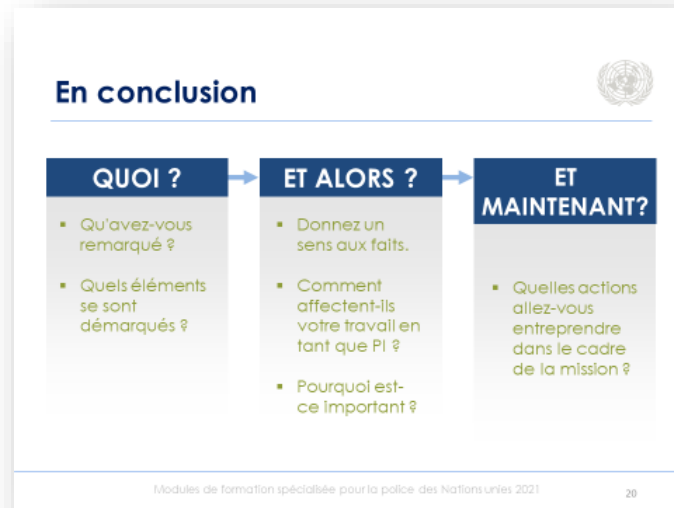 En conclusion
QUOI ?
▪ Qu'avez-vous
remarqué ?
▪ Quels éléments
se sont
démarqués ?
ET ALORS ?
▪ Donnez un
sens aux faits.
▪ Comment
affectent-ils
votre travail en
tant que PI ?
▪ Pourquoi est-
ce important ?
ET
MAINTENANT?
▪ Quelles actions
allez-vous
entreprendre
dans le cadre
de la mission ?
Modules de formation spécialisée pour la police des Nations unies 2021
20